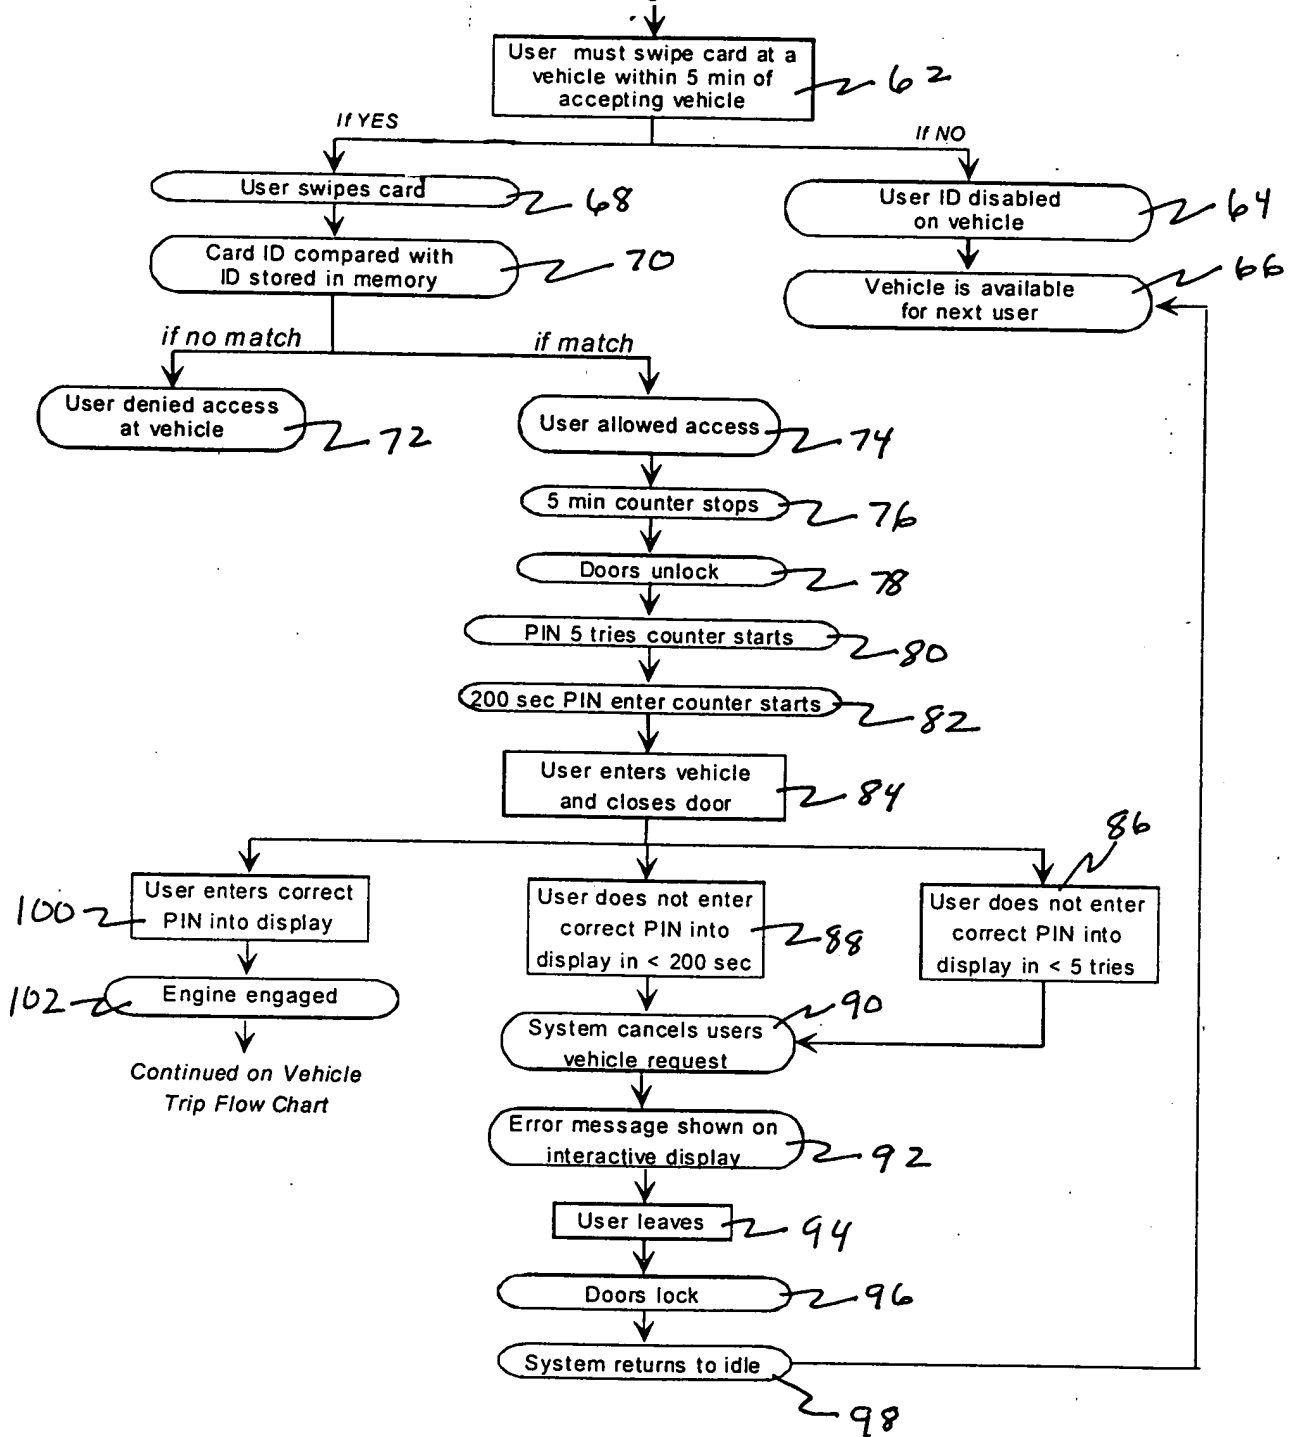 User must swipe card at a
vehicle within 5 min of
accepting vehicle
62
If YES
If NO
User swipes card
68
User ID disabled
on vehicle
64
Card ID compared with
ID stored in memory
70
Vehicle is available
for next user
66
if no match
if match
User denied access
at vehicle
72
User allowed access
74
5 min counter stops
76
Doors unlock
78
PIN 5 tries counter starts
80
200 sec PIN enter counter starts
82
User enters vehicle
and closes door
84
86
100
User enters correct
PIN into display
User does not enter
correct PIN into
display in < 200 sec
88
User does not enter
correct PIN into
display in < 5 tries
102
Engine engaged
90
System cancels users
vehicle request
Continued on Vehicle
Trip Flow Chart
Error message shown on
interactive display
92
User leaves
94
Doors lock
96
System returns to idle
98